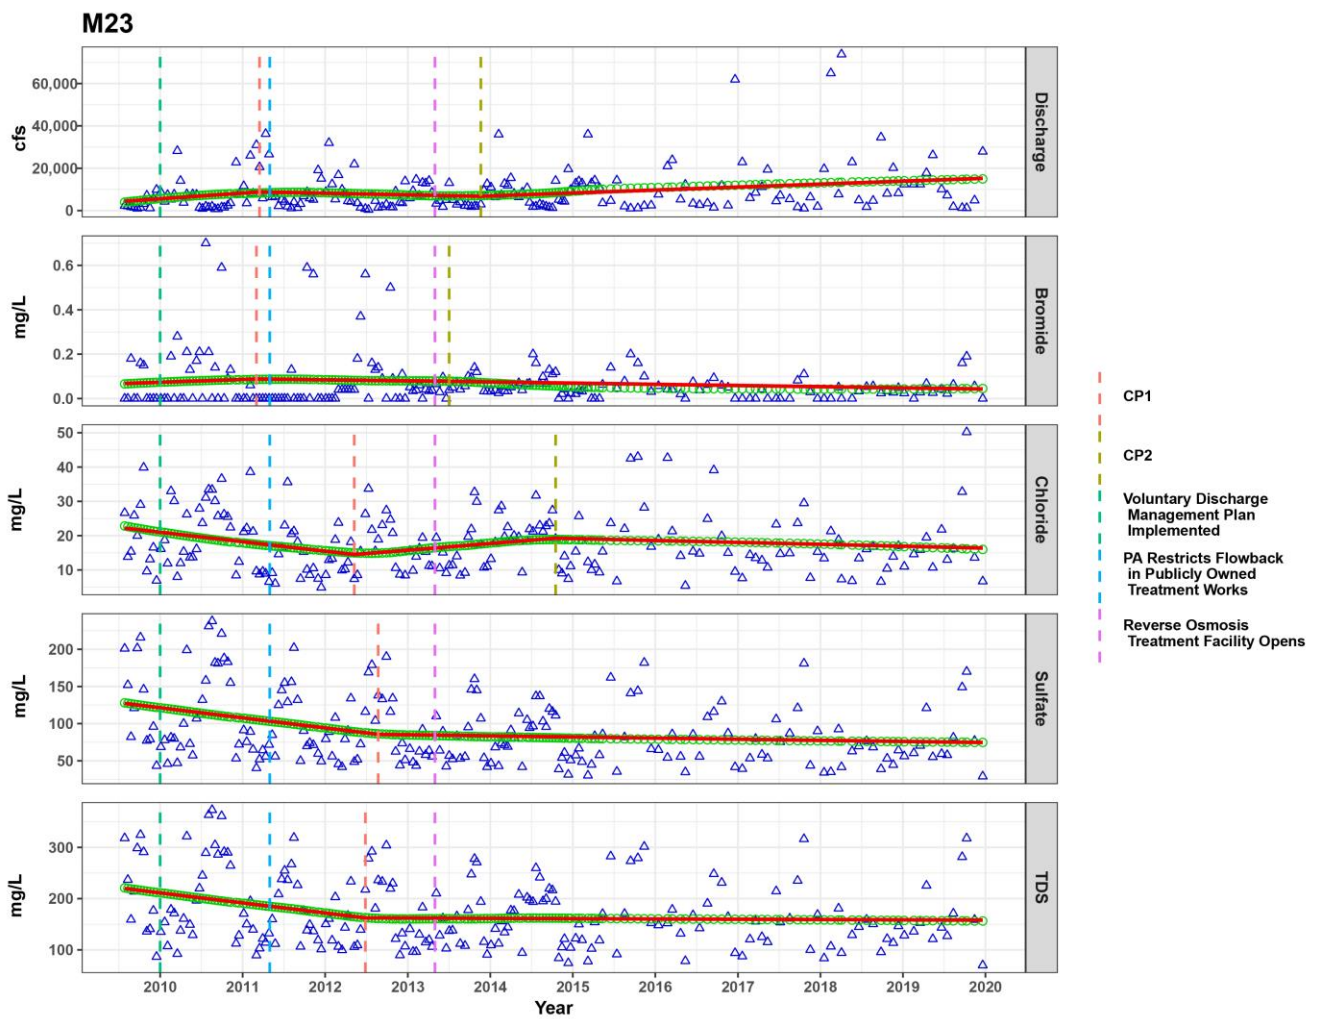 M23
cfs
60,000
40,000
20,000
0
Discharge
mg/L
0.6
0.4
0.2
0.0
Bromide
mg/L
50
40
30
20
10
Chloride
mg/L
200
150
100
50
Sulfate
mg/L
300
200
100
TDS
2010 2011 2012 2013 2014 2015 2016 2017 2018 2019 2020
Year
CP1
CP2
Voluntary Discharge
Management Plan
Implemented
PA Restricts Flowback
in Publicly Owned
Treatment Works
Reverse Osmosis
Treatment Facility Opens